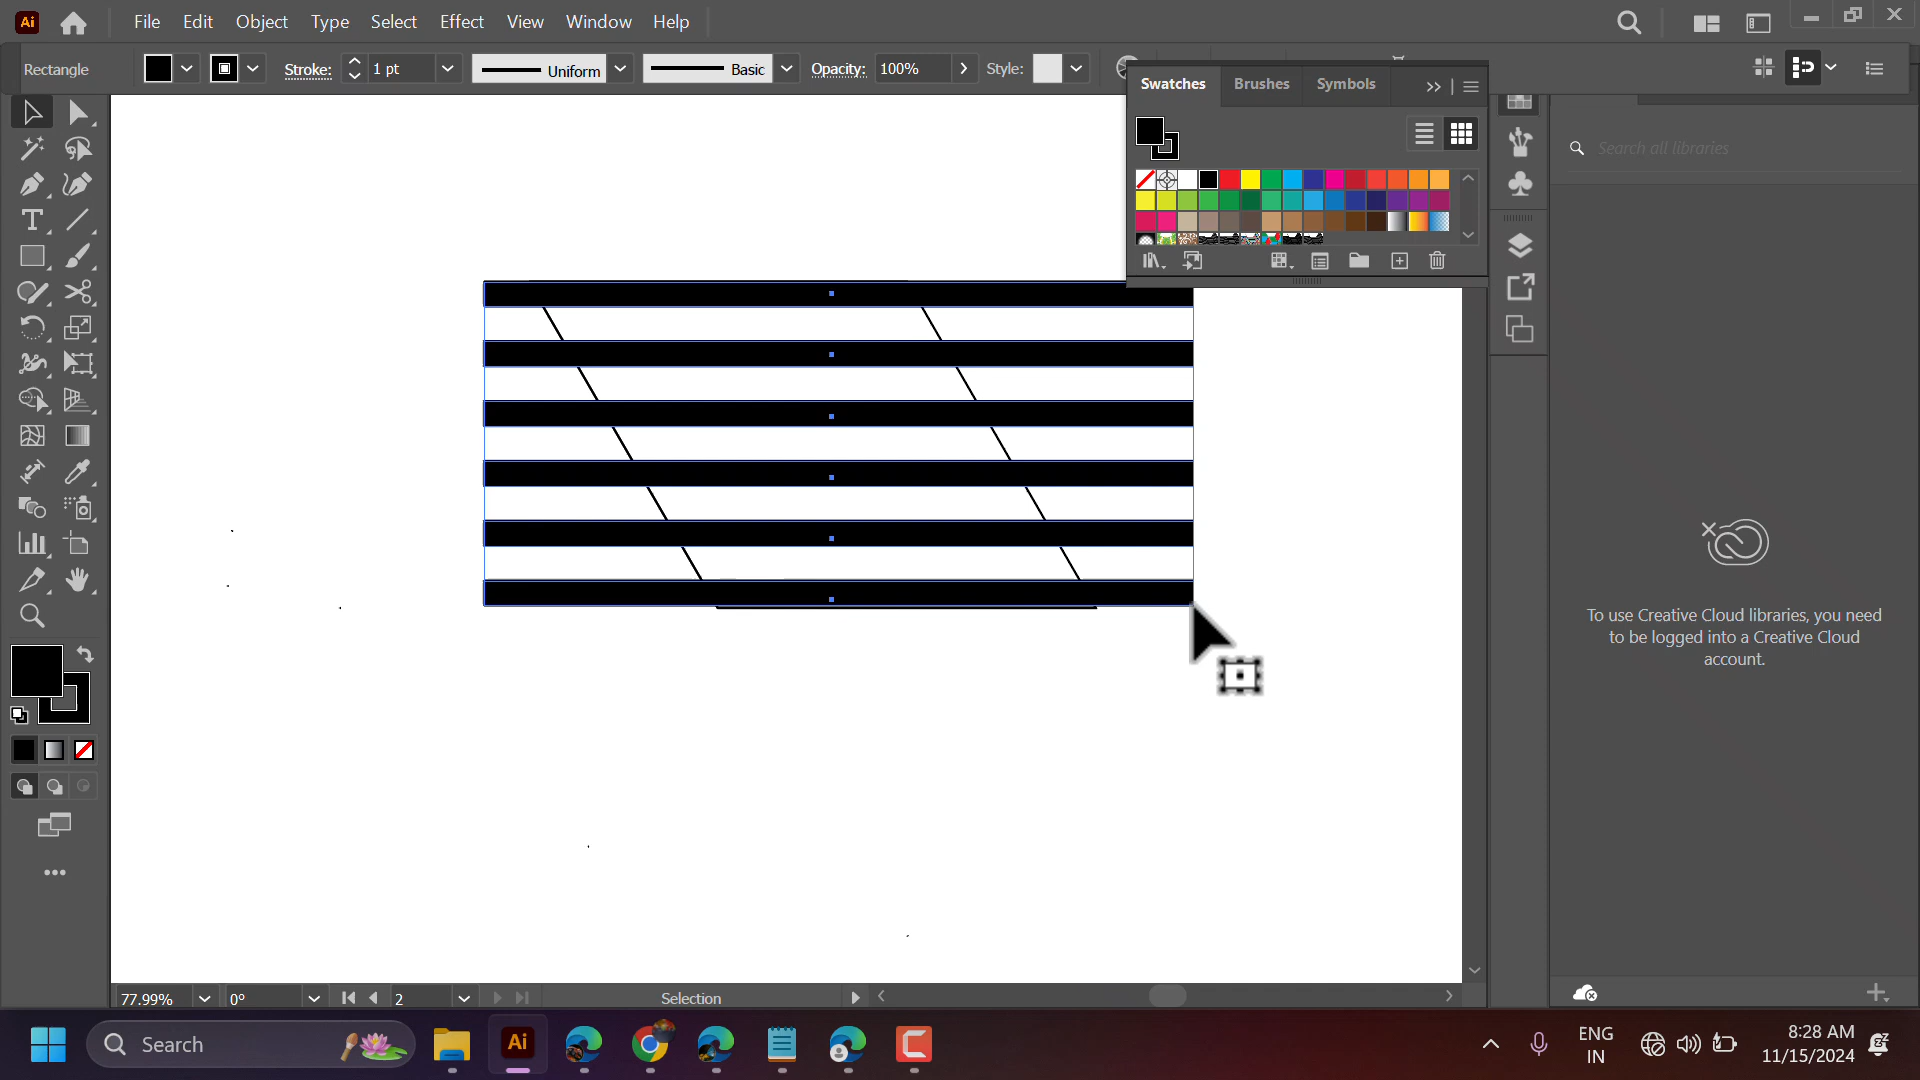 Ai File Edit Object Type Select Effect View Window Help
Rectangle Stroke: 1 pt Uniform Basic Opacity: 100% Style:
Swatches Brushes Symbols
Search all libraries
To use Creative Cloud libraries, you need
to be logged into a Creative Cloud
account.
77.99% 0° 2 Selection
Search Ai
ENG
IN
8:28 AM
11/15/2024